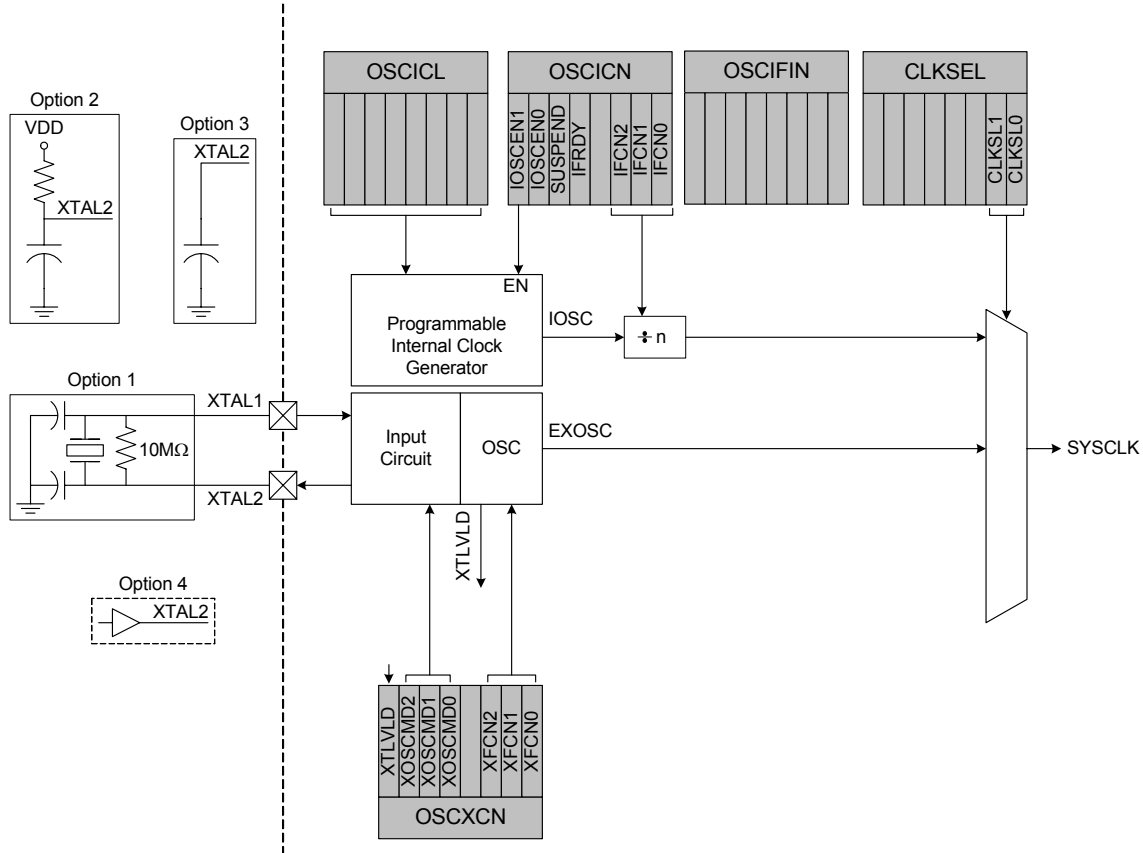 OSCICL
OSCICN
OSCIFIN
CLKSEL
IOSCEN1
IOSCEN0
SUSPEND
IFRDY
IFCN2
IFCN1
IFCN0
CLKSL1
CLKSL0
Option 2
VDD
XTAL2
Option 3
XTAL2
EN
Programmable
Internal Clock
Generator
IOSC
÷ n
Option 1
XTAL1
10MΩ
XTAL2
Input
Circuit
OSC
EXOSC
SYSCLK
XTLVLD
Option 4
XTAL2
XTLVLD
XOSCMD2
XOSCMD1
XOSCMD0
XFCN2
XFCN1
XFCN0
OSCXCN